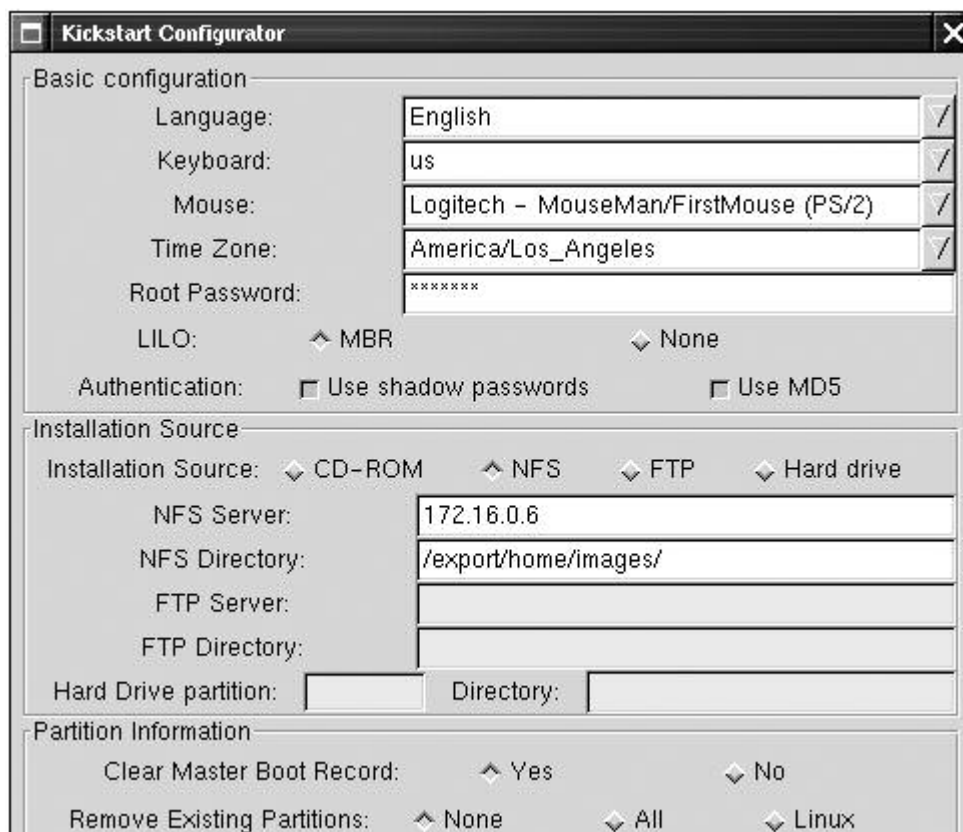 Kickstart Configurator
Basic configuration
Language: English
Keyboard: us
Mouse: Logitech - MouseMan/FirstMouse (PS/2)
Time Zone: America/Los_Angeles
Root Password: *******
LILO: MBR None
Authentication: Use shadow passwords Use MD5
Installation Source
Installation Source: CD-ROM NFS FTP Hard drive
NFS Server: 172.16.0.6
NFS Directory: /export/home/images/
FTP Server:
FTP Directory:
Hard Drive partition: Directory:
Partition Information
Clear Master Boot Record: Yes No
Remove Existing Partitions: None All Linux